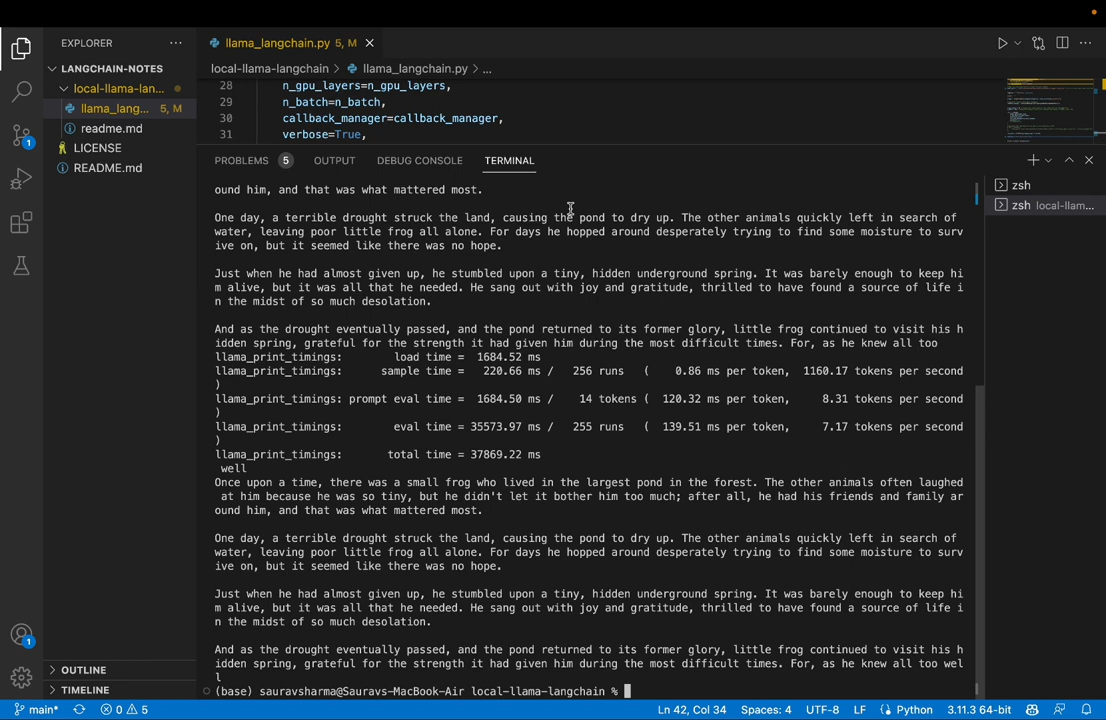 EXPLORER
llama_langchain.py 5, M
LANGCHAIN-NOTES
local-llama-lan...
llama_lang... 5, M
readme.md
LICENSE
README.md
local-llama-langchain > llama_langchain.py > ...
28 n_gpu_layers=n_gpu_layers,
29 n_batch=n_batch,
30 callback_manager=callback_manager,
31 verbose=True,
PROBLEMS 5 OUTPUT DEBUG CONSOLE TERMINAL
zsh
zsh local-llam...
ound him, and that was what mattered most.
One day, a terrible drought struck the land, causing the pond to dry up. The other animals quickly left in search of
water, leaving poor little frog all alone. For days he hopped around desperately trying to find some moisture to surv
ive on, but it seemed like there was no hope.
Just when he had almost given up, he stumbled upon a tiny, hidden underground spring. It was barely enough to keep hi
m alive, but it was all that he needed. He sang out with joy and gratitude, thrilled to have found a source of life i
n the midst of so much desolation.
And as the drought eventually passed, and the pond returned to its former glory, little frog continued to visit his h
idden spring, grateful for the strength it had given him during the most difficult times. For, as he knew all too
llama_print_timings: load time = 1684.52 ms
llama_print_timings: sample time = 220.66 ms / 256 runs ( 0.86 ms per token, 1160.17 tokens per second
)
llama_print_timings: prompt eval time = 1684.50 ms / 14 tokens ( 120.32 ms per token, 8.31 tokens per second
)
llama_print_timings: eval time = 35573.97 ms / 255 runs ( 139.51 ms per token, 7.17 tokens per second
)
llama_print_timings: total time = 37869.22 ms
well
Once upon a time, there was a small frog who lived in the largest pond in the forest. The other animals often laughed
at him because he was so tiny, but he didn't let it bother him too much; after all, he had his friends and family ar
ound him, and that was what mattered most.
One day, a terrible drought struck the land, causing the pond to dry up. The other animals quickly left in search of
water, leaving poor little frog all alone. For days he hopped around desperately trying to find some moisture to surv
ive on, but it seemed like there was no hope.
Just when he had almost given up, he stumbled upon a tiny, hidden underground spring. It was barely enough to keep hi
m alive, but it was all that he needed. He sang out with joy and gratitude, thrilled to have found a source of life i
n the midst of so much desolation.
And as the drought eventually passed, and the pond returned to its former glory, little frog continued to visit his h
idden spring, grateful for the strength it had given him during the most difficult times. For, as he knew all too wel
l
(base) sauravsharma@Sauravs-MacBook-Air local-llama-langchain %
OUTLINE
TIMELINE
1
1
main* 0 5 Ln 42, Col 34 Spaces: 4 UTF-8 LF Python 3.11.3 64-bit